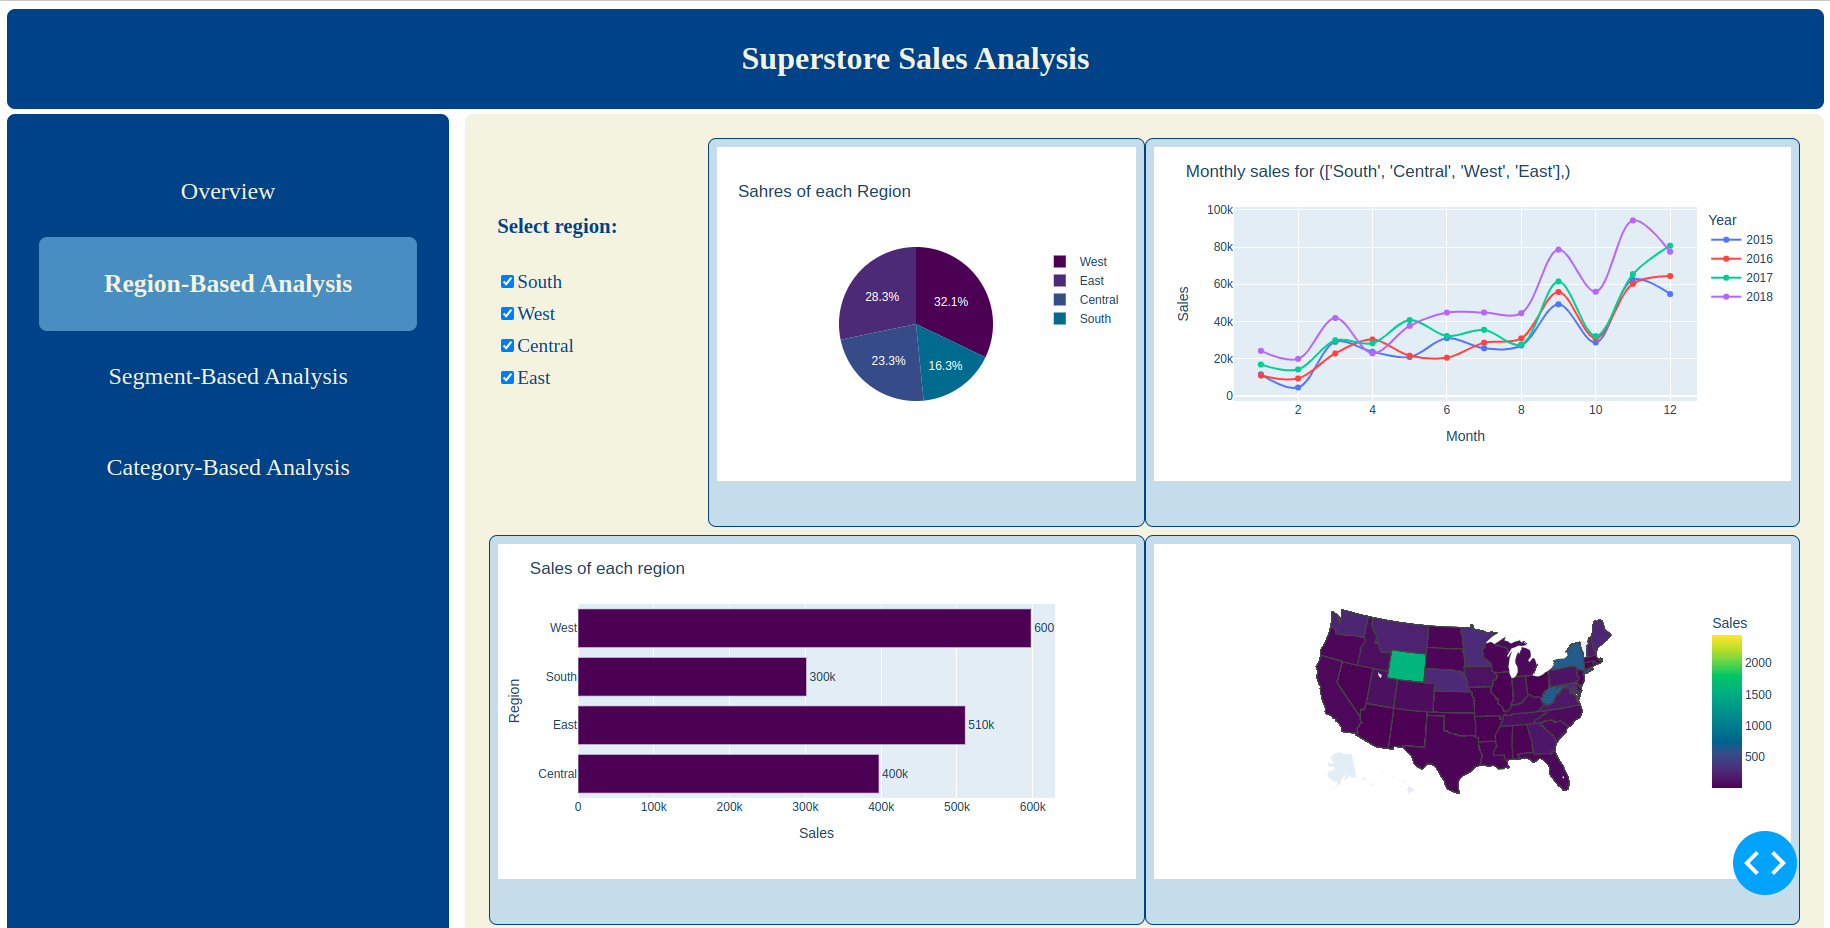 Superstore Sales Analysis
Overview
Region-Based Analysis
Segment-Based Analysis
Category-Based Analysis
Select region:
South
West
Central
East
Sahres of each Region
28.3%
32.1%
23.3%
16.3%
West
East
Central
South
Monthly sales for (['South', 'Central', 'West', 'East'],)
100k
80k
60k
40k
20k
0
Sales
2 4 6 8 10 12
Month
Year
2015
2016
2017
2018
Sales of each region
Region
West 600
South 300k
East 510k
Central 400k
0 100k 200k 300k 400k 500k 600k
Sales
Sales
2000
1500
1000
500